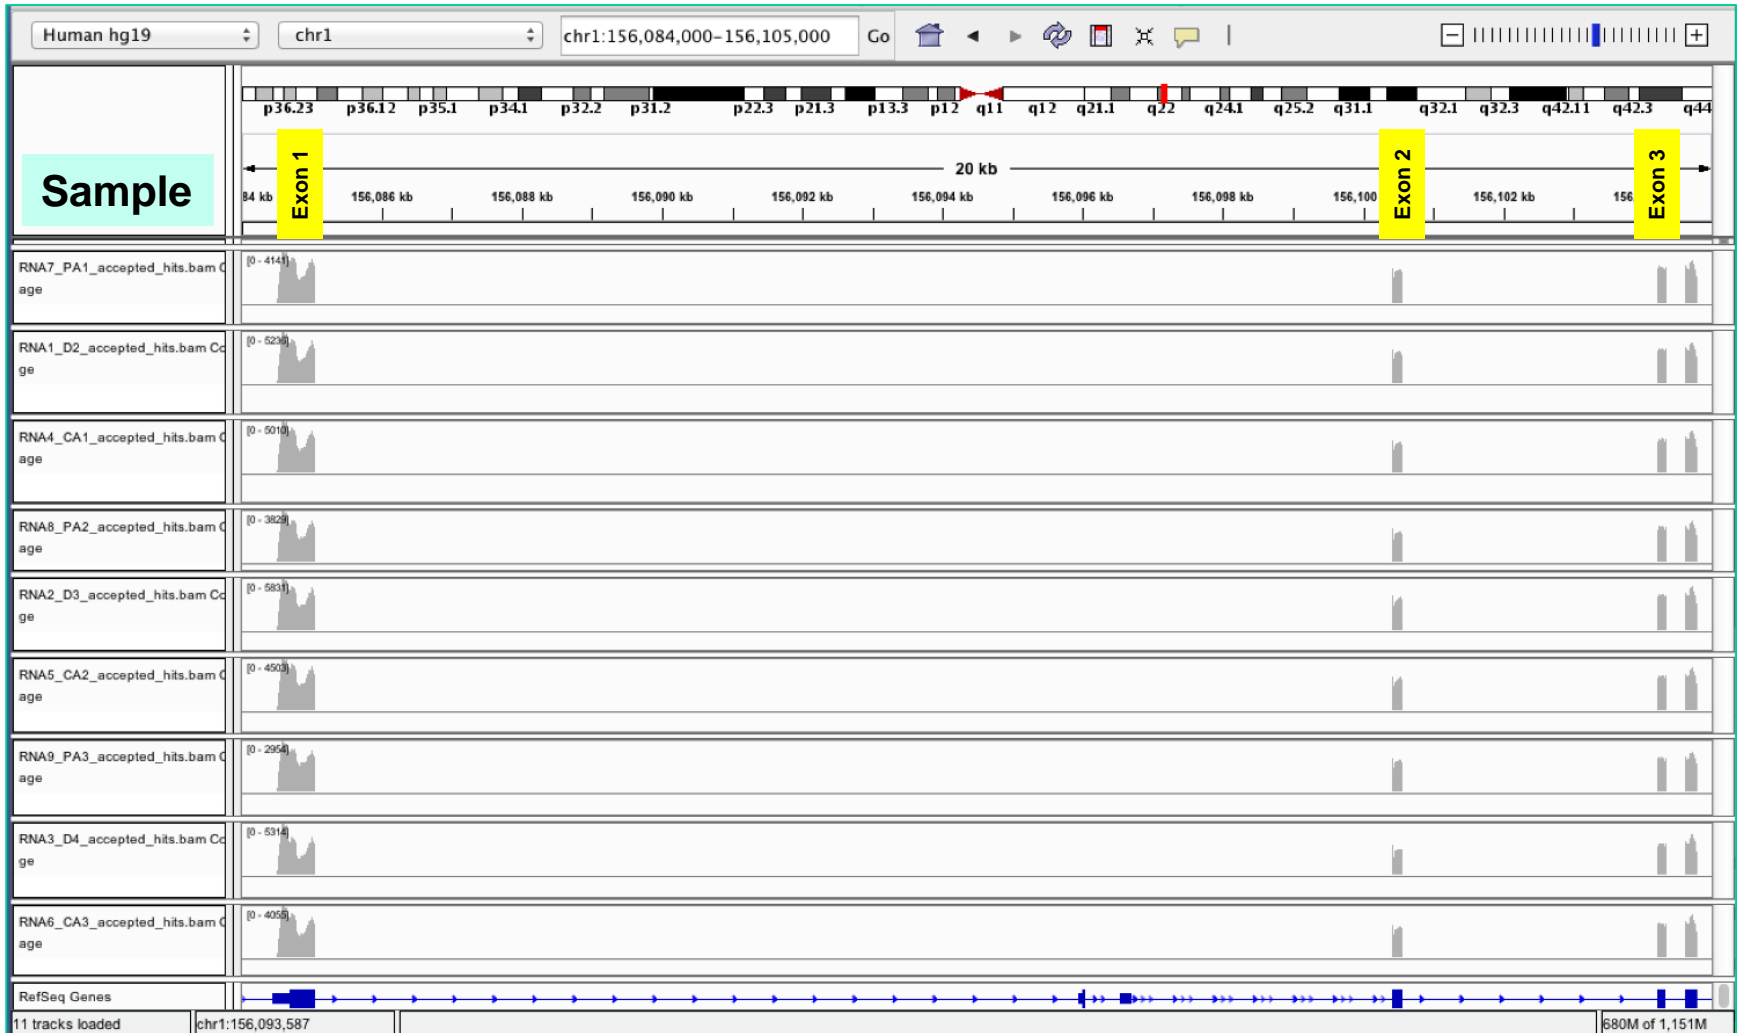 Human hg19 chr1 chr1:156,084,000-156,105,000 Go
p36.23 p36.12 p35.1 p34.1 p32.2 p31.2 p22.3 p21.3 p13.3 p12 q11 q12 q21.1 q22 q24.1 q25.2 q31.1 q32.1 q32.3 q42.11 q42.3 q44
Exon 1
Exon 2
Exon 3
20 kb
Sample
84 kb 156,086 kb 156,088 kb 156,090 kb 156,092 kb 156,094 kb 156,096 kb 156,098 kb 156,100 156,102 kb 156,
RNA7_PA1_accepted_hits.bam C
age
[0 - 4141]
RNA1_D2_accepted_hits.bam Co
ge
[0 - 5236]
RNA4_CA1_accepted_hits.bam C
age
[0 - 5010]
RNA8_PA2_accepted_hits.bam C
age
[0 - 3829]
RNA2_D3_accepted_hits.bam Co
ge
[0 - 5831]
RNA5_CA2_accepted_hits.bam C
age
[0 - 4503]
RNA9_PA3_accepted_hits.bam C
age
[0 - 2954]
RNA3_D4_accepted_hits.bam Co
ge
[0 - 5314]
RNA6_CA3_accepted_hits.bam C
age
[0 - 4055]
RefSeq Genes
11 tracks loaded chr1:156,093,587 680M of 1,151M